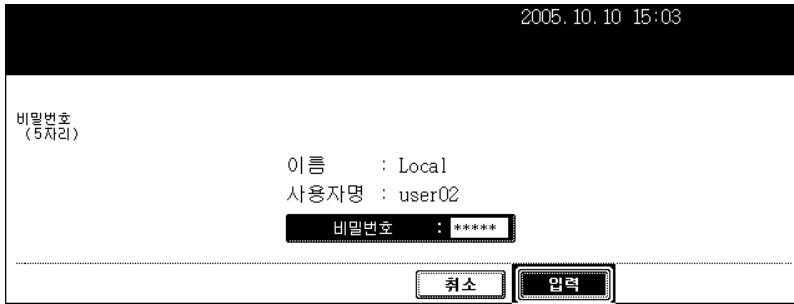 2005.10.10 15:03
비밀번호
(5자리)
이름 : Local
사용자명 : user02
비밀번호 : *****
취소 입력